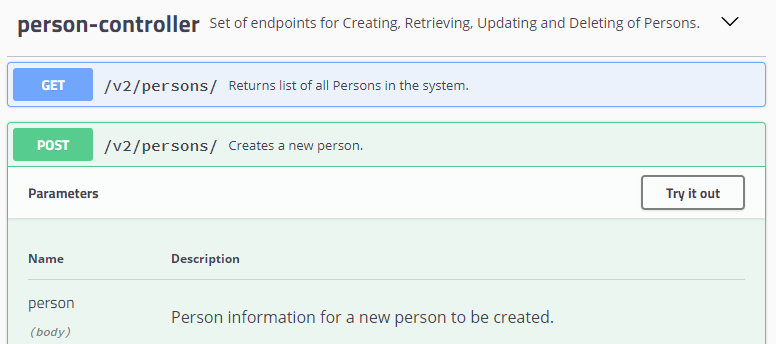 person-controller Set of endpoints for Creating, Retrieving, Updating and Deleting of Persons.
GET /v2/persons/ Returns list of all Persons in the system.
POST /v2/persons/ Creates a new person.
Parameters Try it out
Name Description
person
Person information for a new person to be created.
(body)